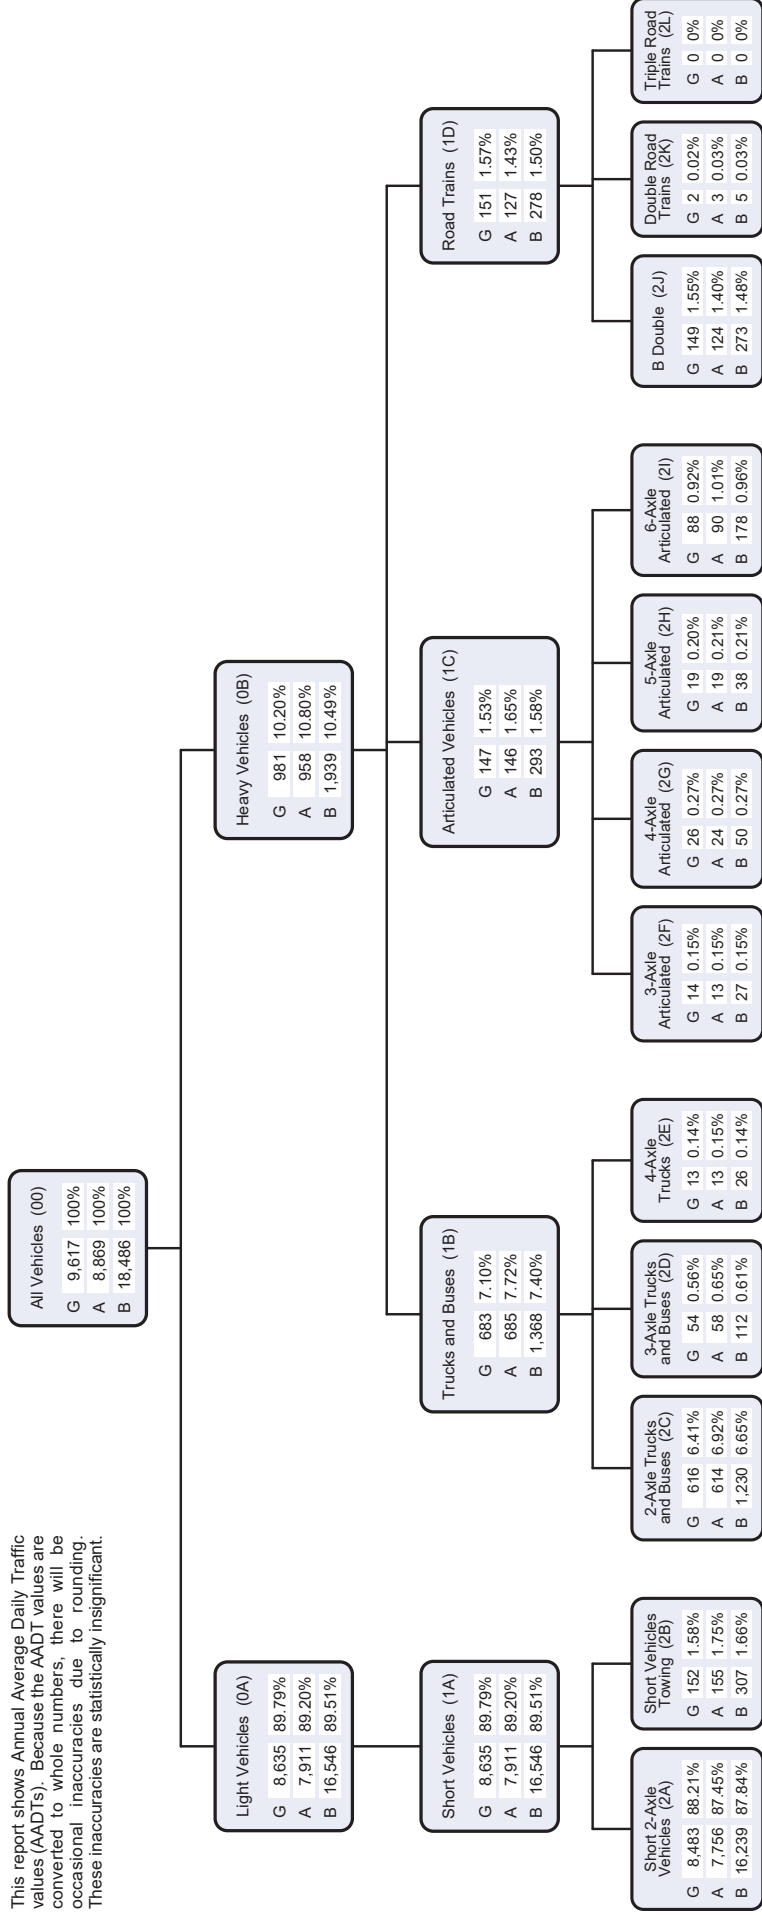 This report shows Annual Average Daily Traffic
values (AADTs). Because the AADT values are
converted to whole numbers, there will be
occasional inaccuracies due to rounding.
These inaccuracies are statistically insignificant.
All Vehicles (00)
G 9,617 100%
A 8,869 100%
B 18,486 100%
Light Vehicles (0A)
G 8,635 89.79%
A 7,911 89.20%
B 16,546 89.51%
Heavy Vehicles (0B)
G 981 10.20%
A 958 10.80%
B 1,939 10.49%
Short Vehicles (1A)
G 8,635 89.79%
A 7,911 89.20%
B 16,546 89.51%
Trucks and Buses (1B)
G 683 7.10%
A 685 7.72%
B 1,368 7.40%
Articulated Vehicles (1C)
G 147 1.53%
A 146 1.65%
B 293 1.58%
Road Trains (1D)
G 151 1.57%
A 127 1.43%
B 278 1.50%
Short 2-Axle
Vehicles (2A)
G 8,483 88.21%
A 7,756 87.45%
B 16,239 87.84%
Short Vehicles
Towing (2B)
G 152 1.58%
A 155 1.75%
B 307 1.66%
2-Axle Trucks
and Buses (2C)
G 616 6.41%
A 614 6.92%
B 1,230 6.65%
3-Axle Trucks
and Buses (2D)
G 54 0.56%
A 58 0.65%
B 112 0.61%
4-Axle
Trucks (2E)
G 13 0.14%
A 13 0.15%
B 26 0.14%
3-Axle
Articulated (2F)
G 14 0.15%
A 13 0.15%
B 27 0.15%
4-Axle
Articulated (2G)
G 26 0.27%
A 24 0.27%
B 50 0.27%
5-Axle
Articulated (2H)
G 19 0.20%
A 19 0.21%
B 38 0.21%
6-Axle
Articulated (2I)
G 88 0.92%
A 90 1.01%
B 178 0.96%
B Double (2J)
G 149 1.55%
A 124 1.40%
B 273 1.48%
Double Road
Trains (2K)
G 2 0.02%
A 3 0.03%
B 5 0.03%
Triple Road
Trains (2L)
G 0 0%
A 0 0%
B 0 0%